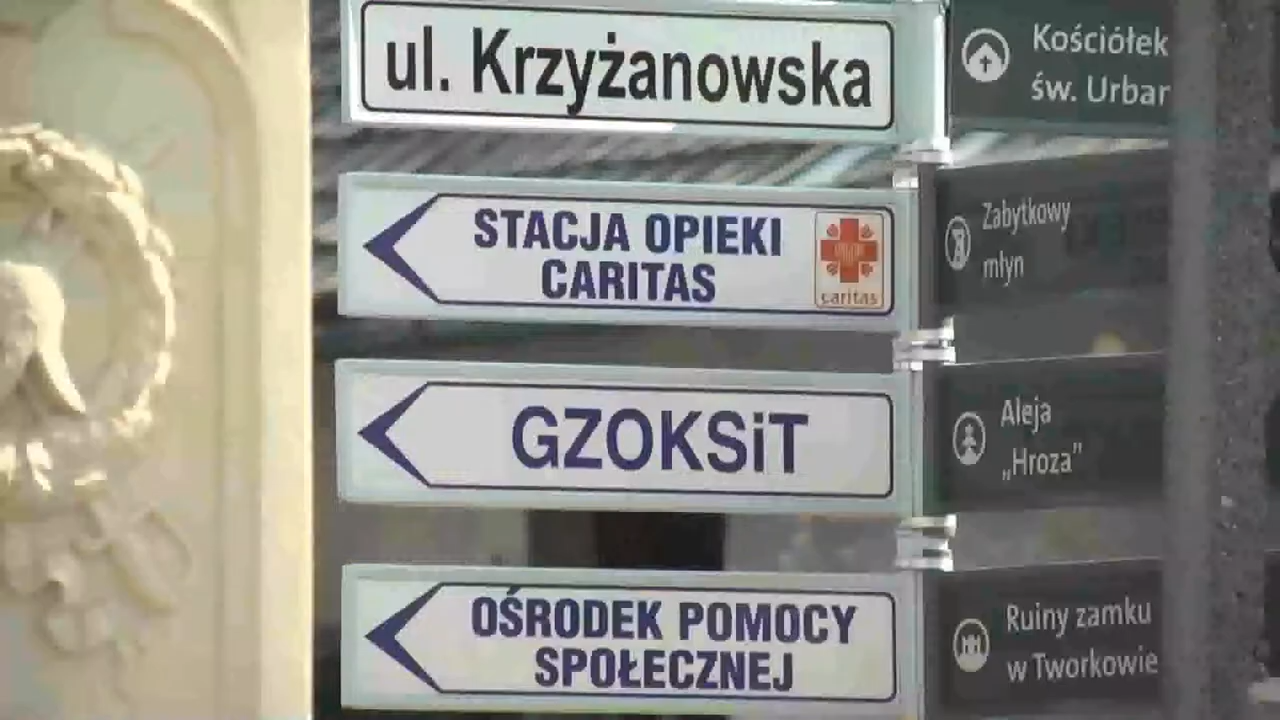 ul. Krzyżanowska
STACJA OPIEKI
CARITAS
caritas
GZOKSiT
OŚRODEK POMOCY
SPOŁECZNEJ
Kościółek
św. Urban
Zabytkowy
młyn
Aleja
„Hroza”
Ruiny zamku
w Tworkowie